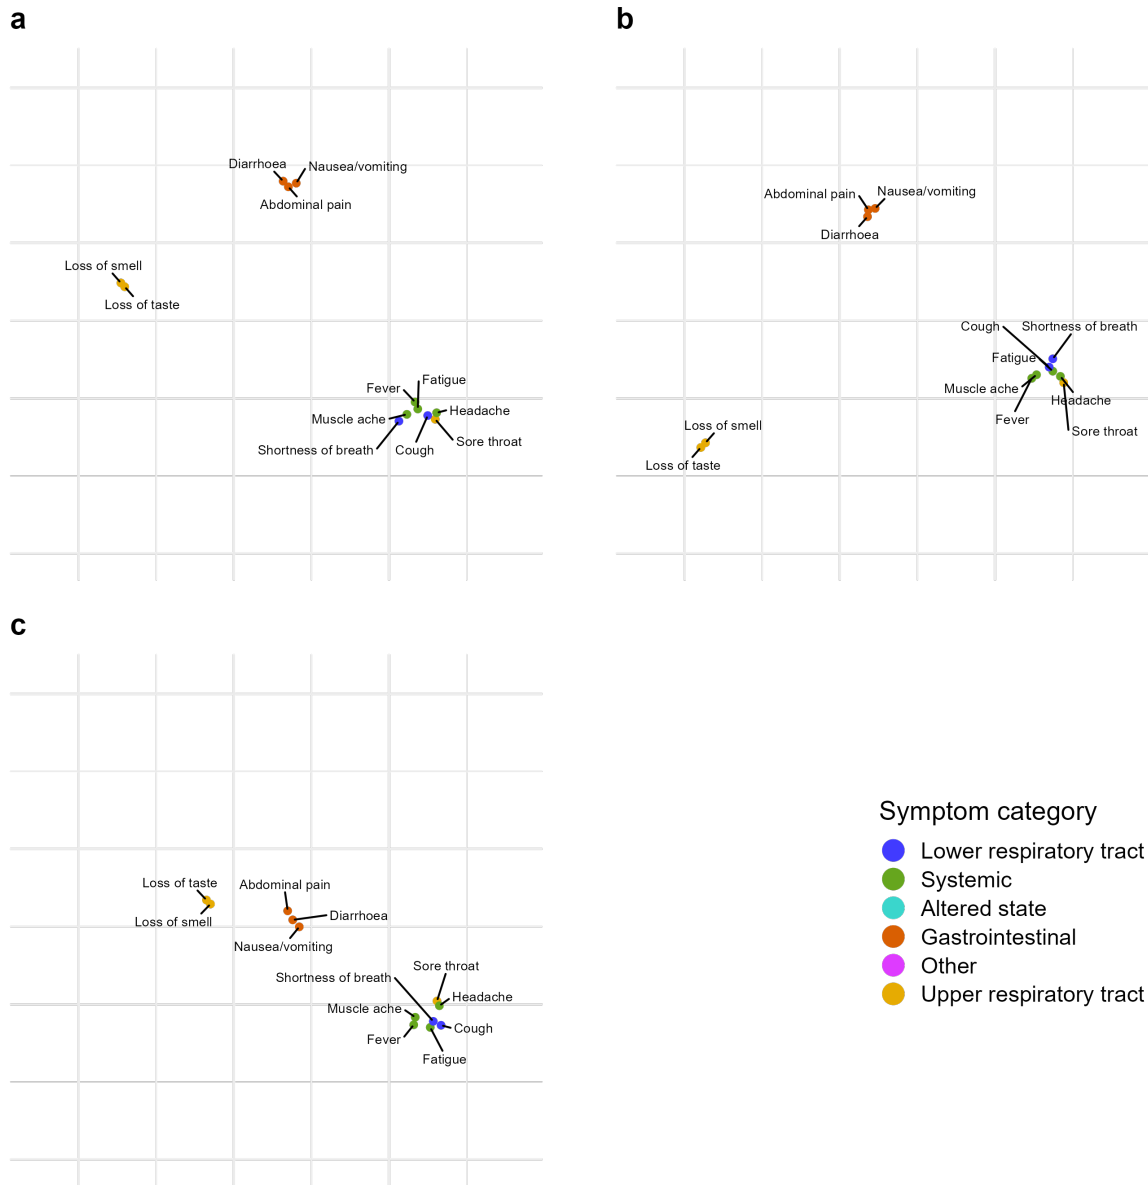 a
Diarrhoea
Nausea/vomiting
Abdominal pain
Loss of smell
Loss of taste
Fatigue
Fever
Headache
Muscle ache
Sore throat
Shortness of breath
Cough
b
Abdominal pain
Nausea/vomiting
Diarrhoea
Cough
Shortness of breath
Fatigue
Muscle ache
Headache
Fever
Sore throat
Loss of smell
Loss of taste
c
Loss of taste
Abdominal pain
Loss of smell
Diarrhoea
Nausea/vomiting
Sore throat
Shortness of breath
Headache
Muscle ache
Cough
Fever
Fatigue
Symptom category
Lower respiratory tract
Systemic
Altered state
Gastrointestinal
Other
Upper respiratory tract